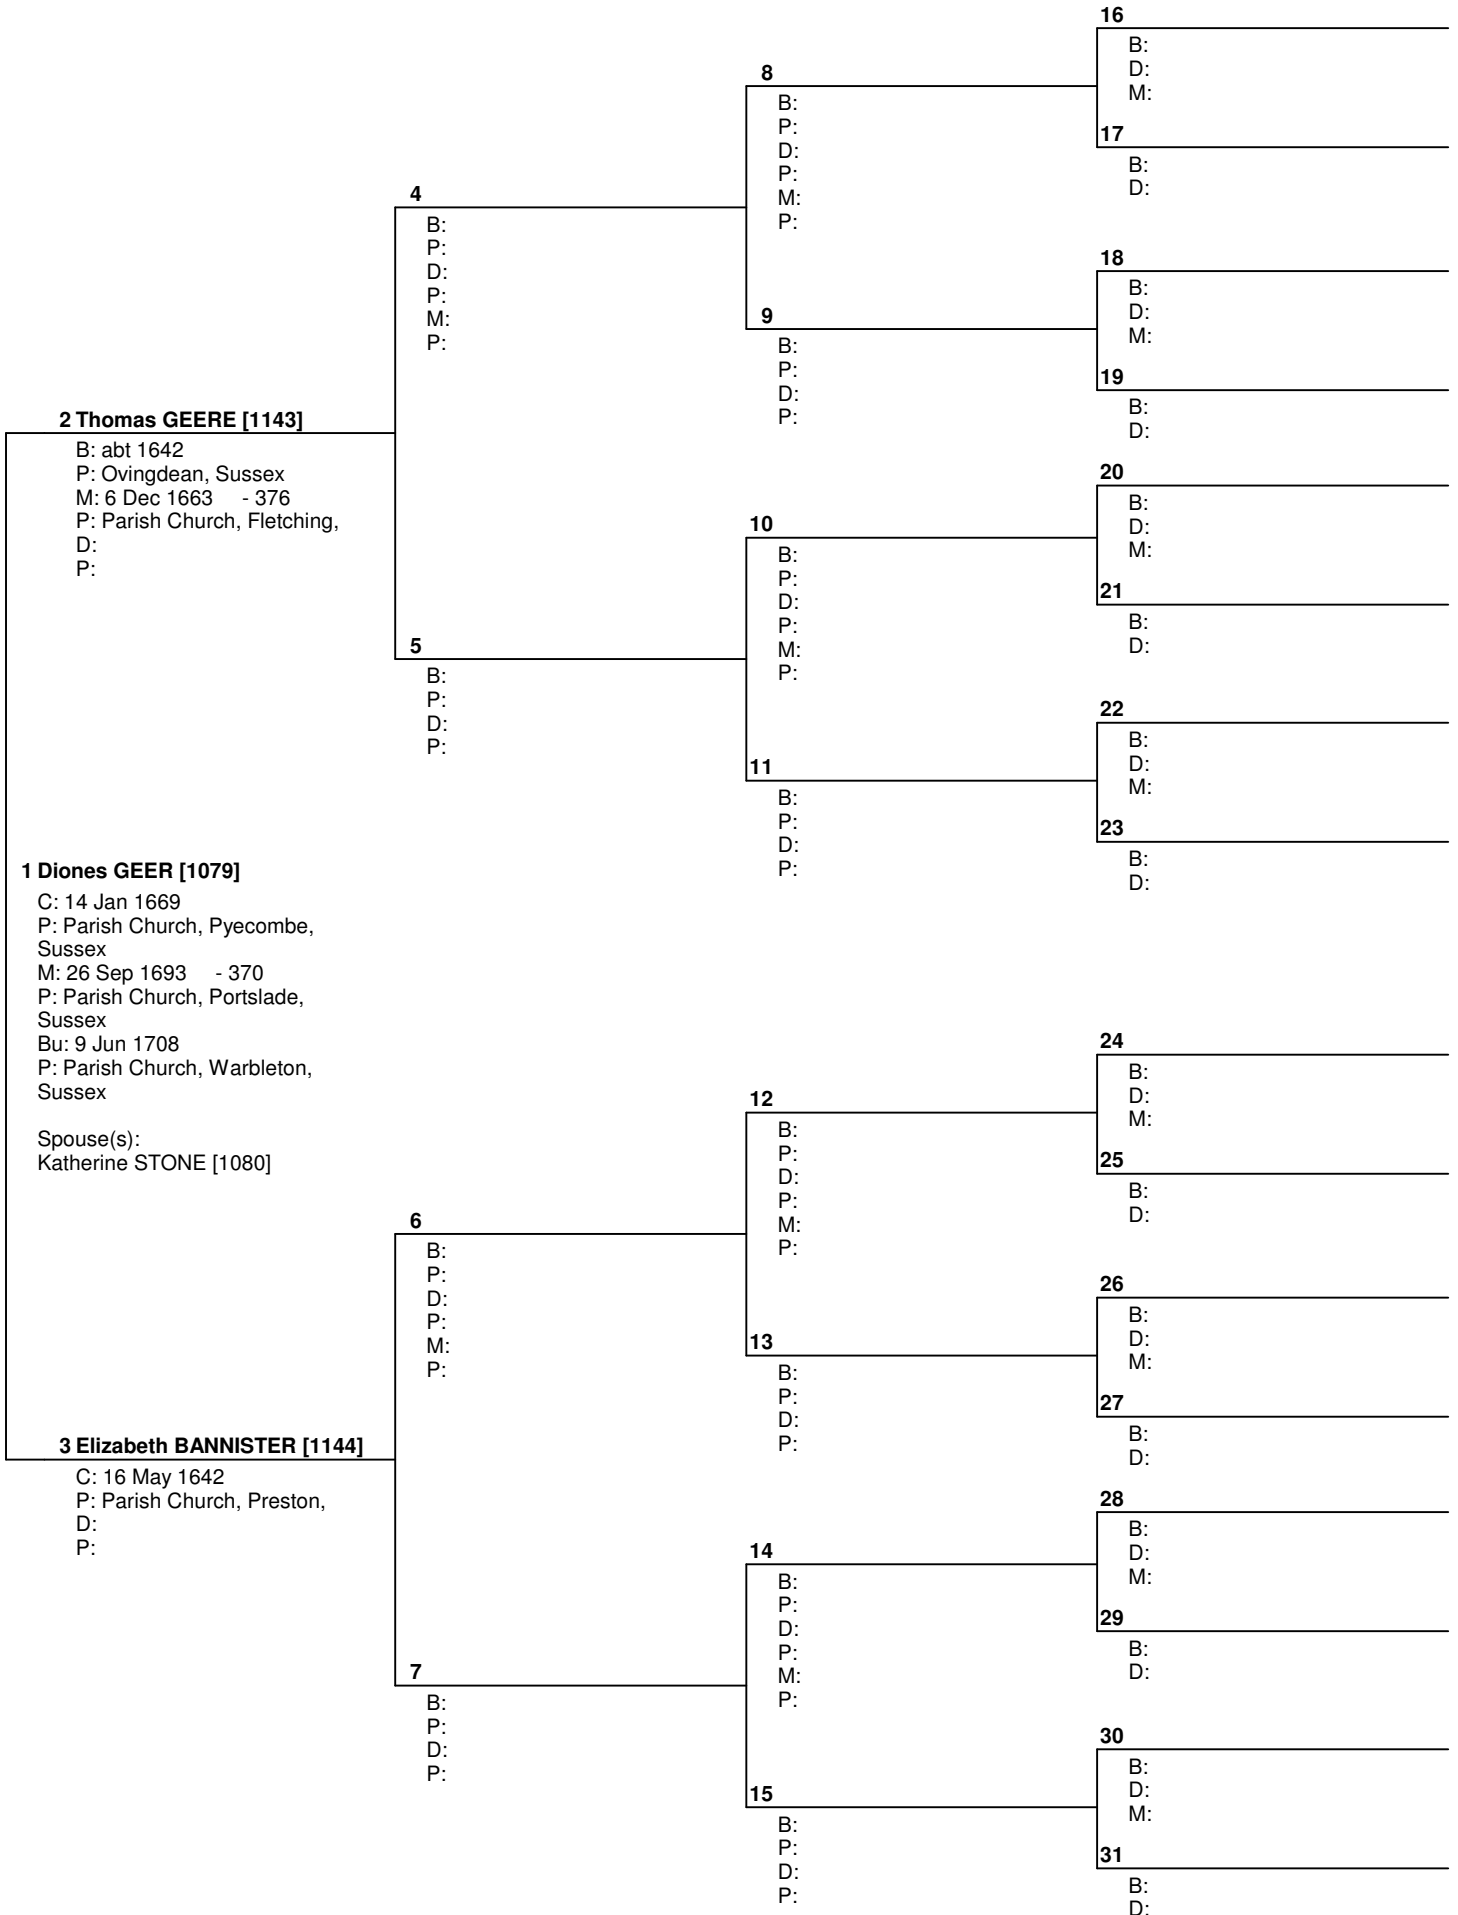 16
B:
D:
M:
8
B:
P:
D:
P:
M:
P:
17
B:
D:
4
B:
P:
D:
P:
M:
P:
18
B:
D:
M:
9
B:
P:
D:
P:
19
B:
D:
2 Thomas GEERE [1143]
B: abt 1642
P: Ovingdean, Sussex
M: 6 Dec 1663 - 376
P: Parish Church, Fletching,
D:
P:
20
B:
D:
M:
10
B:
P:
D:
P:
M:
P:
21
B:
D:
5
B:
P:
D:
P:
22
B:
D:
M:
11
B:
P:
D:
P:
23
B:
D:
1 Diones GEER [1079]
C: 14 Jan 1669
P: Parish Church, Pyecombe,
Sussex
M: 26 Sep 1693 - 370
P: Parish Church, Portslade,
Sussex
Bu: 9 Jun 1708
P: Parish Church, Warbleton,
Sussex
Spouse(s):
Katherine STONE [1080]
24
B:
D:
M:
12
B:
P:
D:
P:
M:
P:
25
B:
D:
6
B:
P:
D:
P:
M:
P:
26
B:
D:
M:
13
B:
P:
D:
P:
27
B:
D:
3 Elizabeth BANNISTER [1144]
C: 16 May 1642
P: Parish Church, Preston,
D:
P:
28
B:
D:
M:
14
B:
P:
D:
P:
M:
P:
29
B:
D:
7
B:
P:
D:
P:
30
B:
D:
M:
15
B:
P:
D:
P:
31
B:
D: